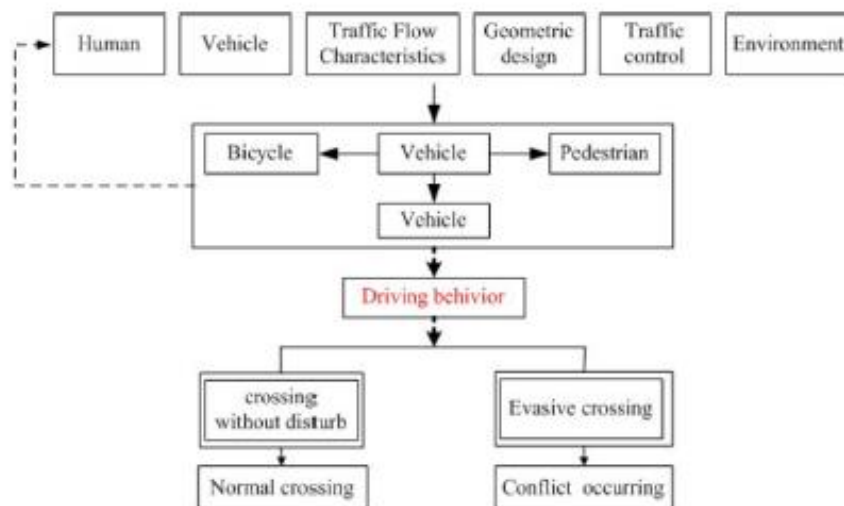 Human
Vehicle
Traffic Flow
Characteristics
Geometric
design
Traffic
control
Environment
Bicycle
Vehicle
Pedestrian
Vehicle
Driving behivior
crossing
without disturb
Evasive crossing
Normal crossing
Conflict occurring